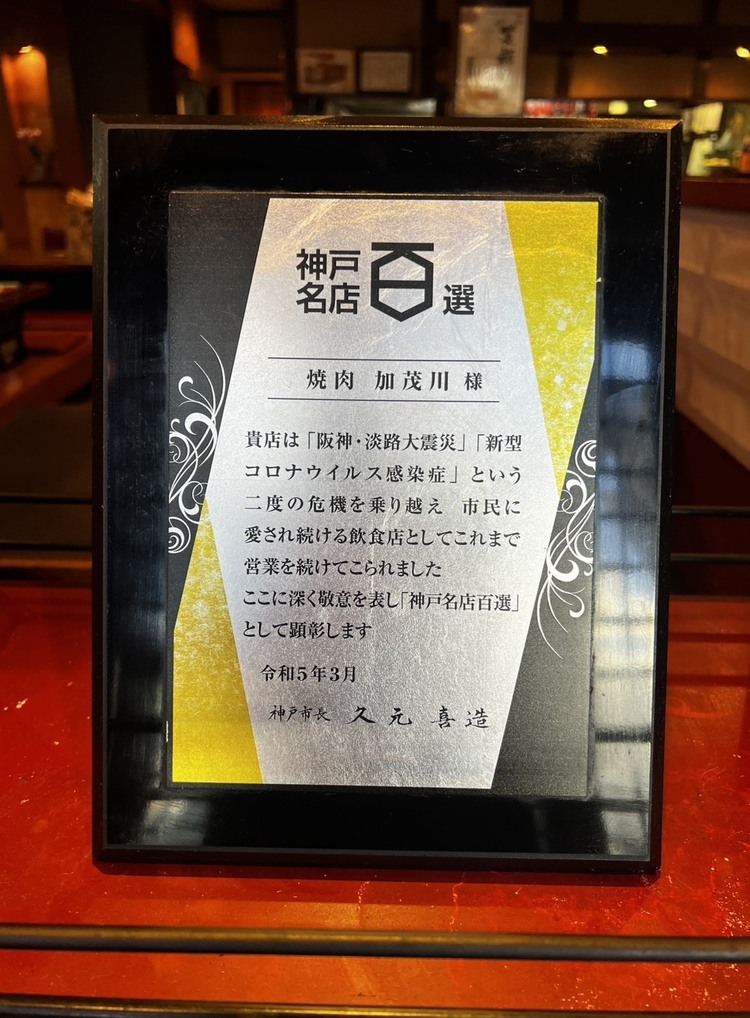 神戸
名店
百選
焼肉 加茂川 様
貴店は「阪神・淡路大震災」「新型
コロナウイルス感染症」という
二度の危機を乗り越え 市民に
愛され続ける飲食店としてこれまで
営業を続けてこられました
ここに深く敬意を表し「神戸名店百選」
として顕彰します
令和5年3月
神戸市長 久元喜造